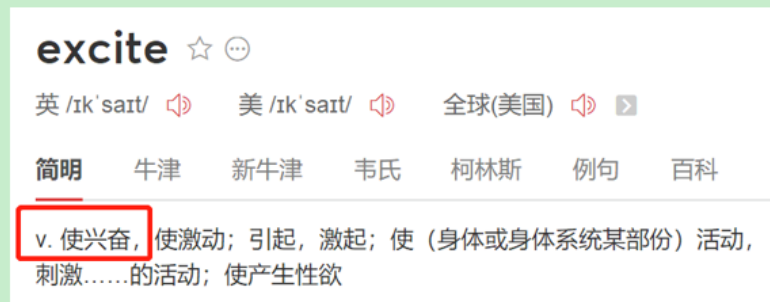 excite
英 /ɪkˈsaɪt/ 美 /ɪkˈsaɪt/ 全球(美国)
简明 牛津 新牛津 韦氏 柯林斯 例句 百科
v. 使兴奋，使激动；引起，激起；使（身体或身体系统某部份）活动，
刺激……的活动；使产生性欲